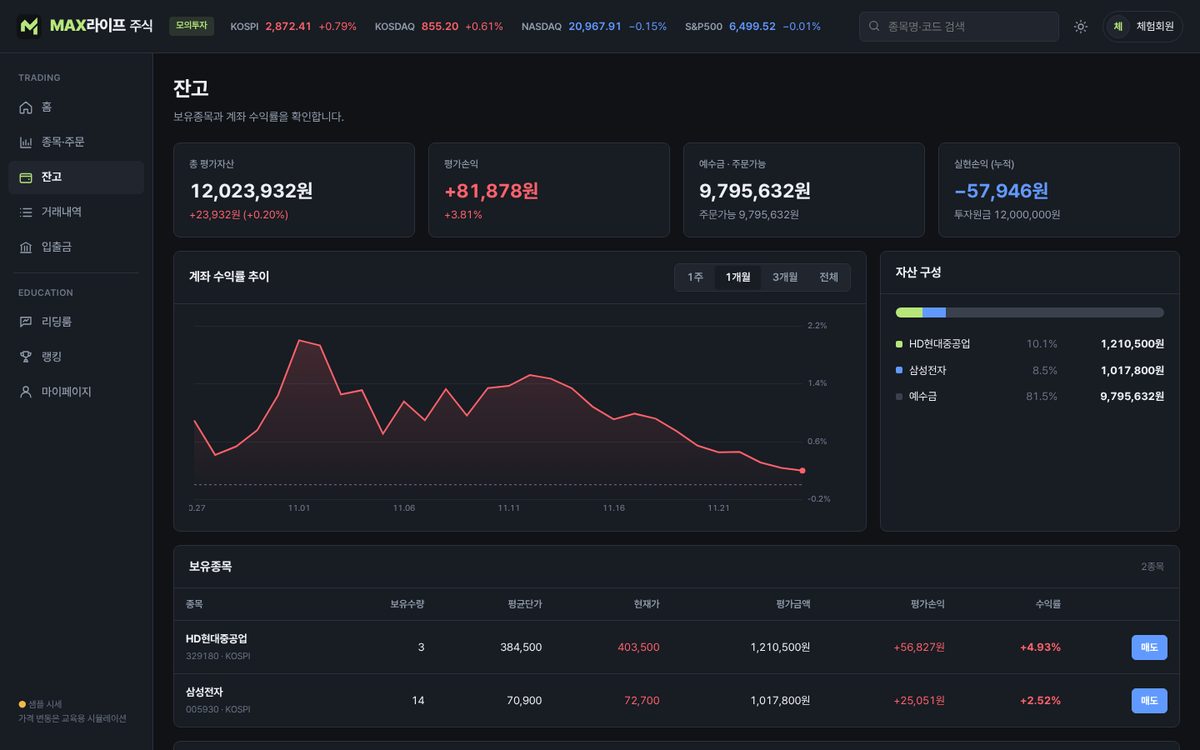 MAX라이프 주식 모의투자 KOSPI 2,872.41 +0.79% KOSDAQ 855.20 +0.61% NASDAQ 20,967.91 −0.15% S&P500 6,499.52 −0.01% 종목명·코드 검색 체 체험회원
TRADING
홈
종목·주문
잔고
거래내역
입출금
EDUCATION
리딩룸
랭킹
마이페이지
샘플 시세
가격 변동은 교육용 시뮬레이션
잔고
보유종목과 계좌 수익률을 확인합니다.
총 평가자산
12,023,932원
+23,932원 (+0.20%)
평가손익
+81,878원
+3.81%
예수금 · 주문가능
9,795,632원
주문가능 9,795,632원
실현손익 (누적)
−57,946원
투자원금 12,000,000원
계좌 수익률 추이 1주 1개월 3개월 전체
2.2%
1.4%
0.6%
-0.2%
0.27 11.01 11.06 11.11 11.16 11.21
자산 구성
HD현대중공업 10.1% 1,210,500원
삼성전자 8.5% 1,017,800원
예수금 81.5% 9,795,632원
보유종목 2종목
종목 보유수량 평균단가 현재가 평가금액 평가손익 수익률
HD현대중공업
329180 · KOSPI
3 384,500 403,500 1,210,500원 +56,827원 +4.93% 매도
삼성전자
005930 · KOSPI
14 70,900 72,700 1,017,800원 +25,051원 +2.52% 매도